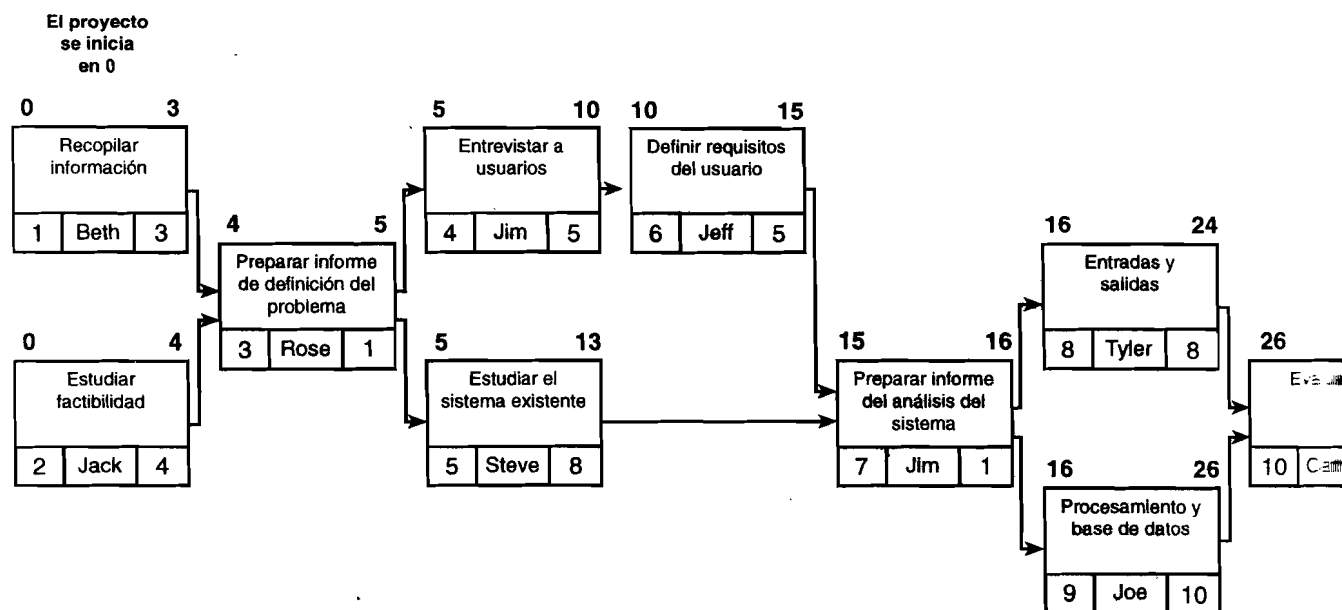 El proyecto
se inicia
en 0
0 3
Recopilar
información
1 Beth 3
0 4
Estudiar
factibilidad
2 Jack 4
4 5
Preparar informe
de definición del
problema
3 Rose 1
5 10
Entrevistar a
usuarios
4 Jim 5
5 13
Estudiar el
sistema existente
5 Steve 8
10 15
Definir requisitos
del usuario
6 Jeff 5
15 16
Preparar informe
del análisis del
sistema
7 Jim 1
16 24
Entradas y
salidas
8 Tyler 8
16 26
Procesamiento y
base de datos
9 Joe 10
26
10